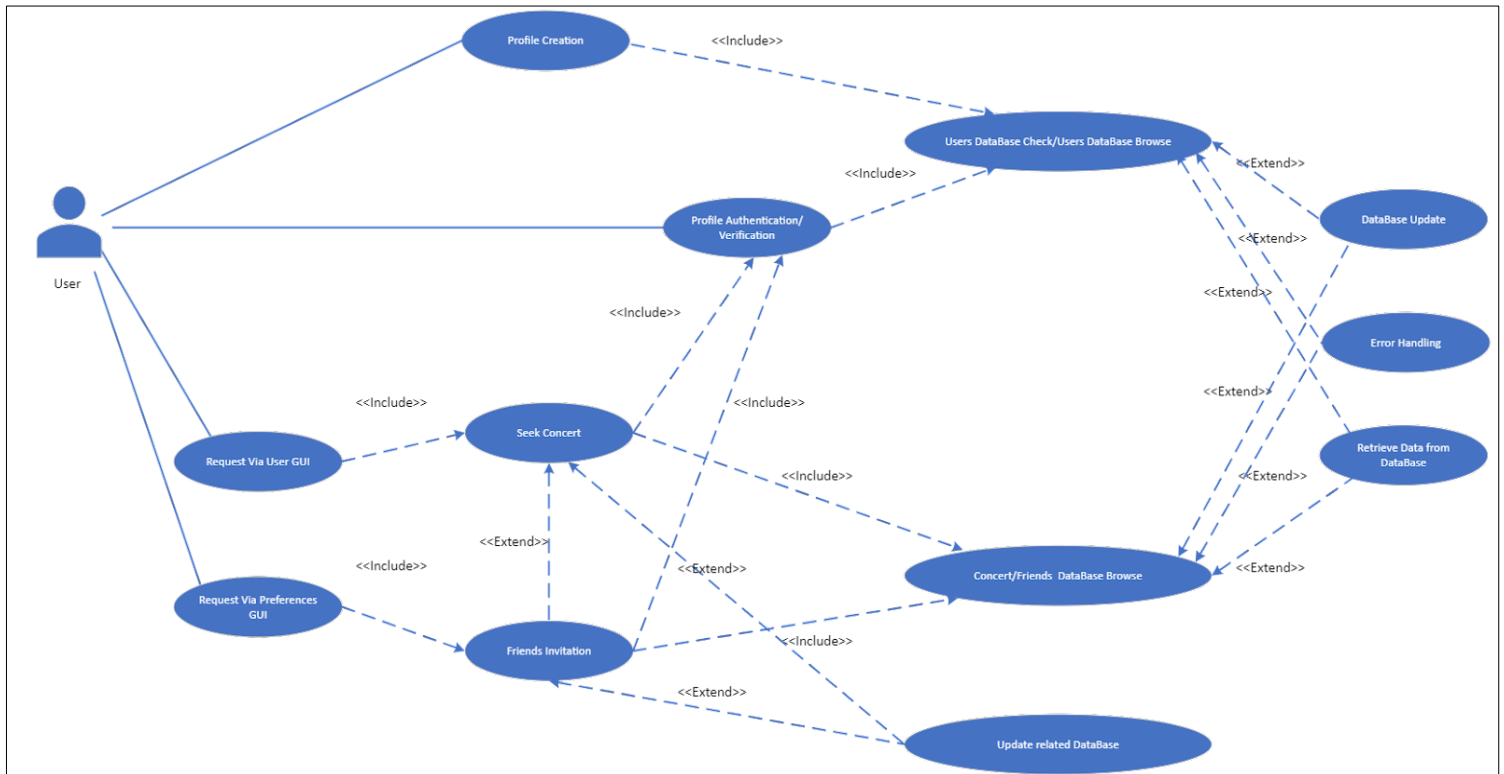 Profile Creation
<<Include>>
Users DataBase Check/Users DataBase Browse
<<Extend>>
<<Include>>
Profile Authentication/
Verification
DataBase Update
<<Extend>>
User
<<Extend>>
<<Include>>
Error Handling
<<Extend>>
<<Include>>
<<Include>>
Seek Concert
Request Via User GUI
Retrieve Data from
DataBase
<<Include>>
<<Extend>>
<<Extend>>
<<Include>>
<<Extend>>
<<Extend>>
Concert/Friends  DataBase Browse
Request Via Preferences
GUI
<<Include>>
Friends Invitation
<<Extend>>
Update related DataBase